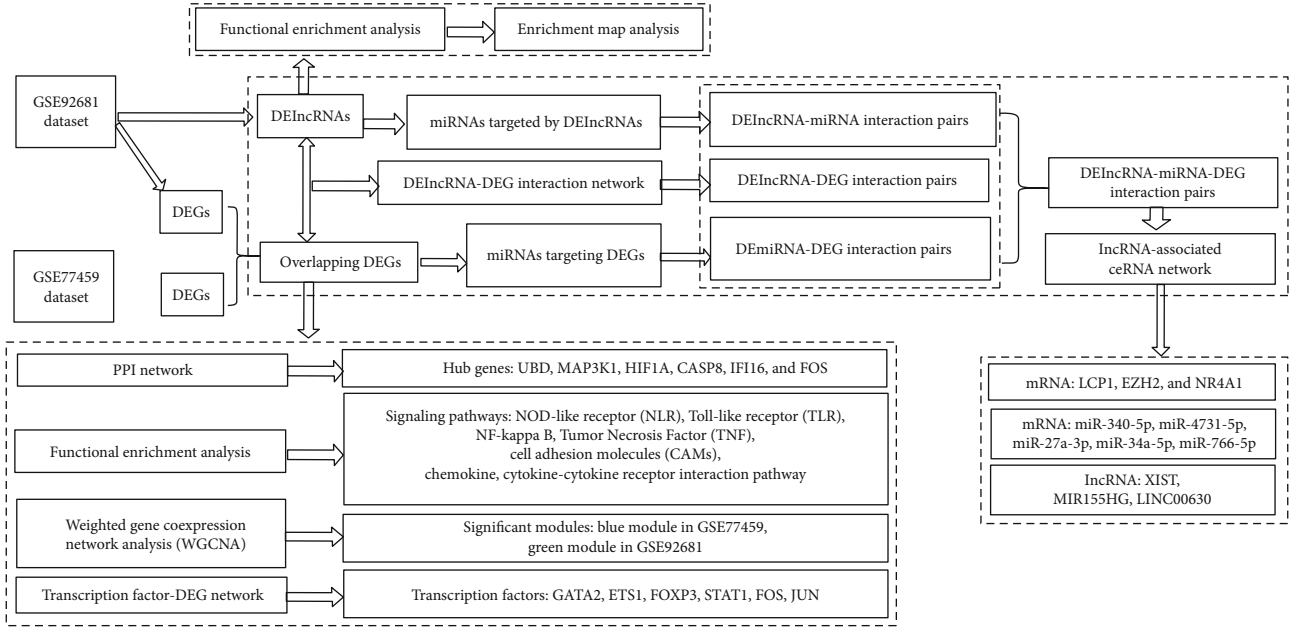 Functional enrichment analysis
Enrichment map analysis
GSE92681
dataset
DElncRNAs
miRNAs targeted by DElncRNAs
DElncRNA-miRNA interaction pairs
DElncRNA-DEG interaction network
DElncRNA-DEG interaction pairs
DElncRNA-miRNA-DEG
interaction pairs
DEGs
GSE77459
dataset
DEGs
Overlapping DEGs
miRNAs targeting DEGs
DEmiRNA-DEG interaction pairs
lncRNA-associated
ceRNA network
PPI network
Hub genes: UBD, MAP3K1, HIF1A, CASP8, IFI16, and FOS
Functional enrichment analysis
Signaling pathways: NOD-like receptor (NLR), Toll-like receptor (TLR),
NF-kappa B, Tumor Necrosis Factor (TNF),
cell adhesion molecules (CAMs),
chemokine, cytokine-cytokine receptor interaction pathway
Weighted gene coexpression
network analysis (WGCNA)
Significant modules: blue module in GSE77459,
green module in GSE92681
Transcription factor-DEG network
Transcription factors: GATA2, ETS1, FOXP3, STAT1, FOS, JUN
mRNA: LCP1, EZH2, and NR4A1
mRNA: miR-340-5p, miR-4731-5p,
miR-27a-3p, miR-34a-5p, miR-766-5p
lncRNA: XIST,
MIR155HG, LINC00630